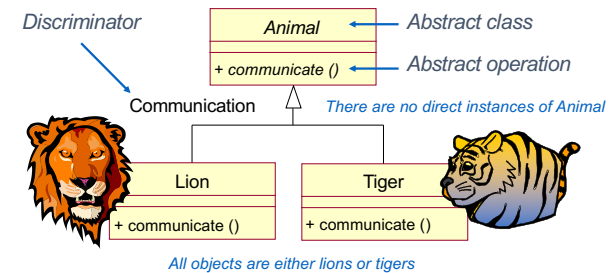 Discriminator
Animal
Abstract class
+ communicate ()
Abstract operation
Communication
There are no direct instances of Animal
Lion
Tiger
+ communicate ()
+ communicate ()
All objects are either lions or tigers